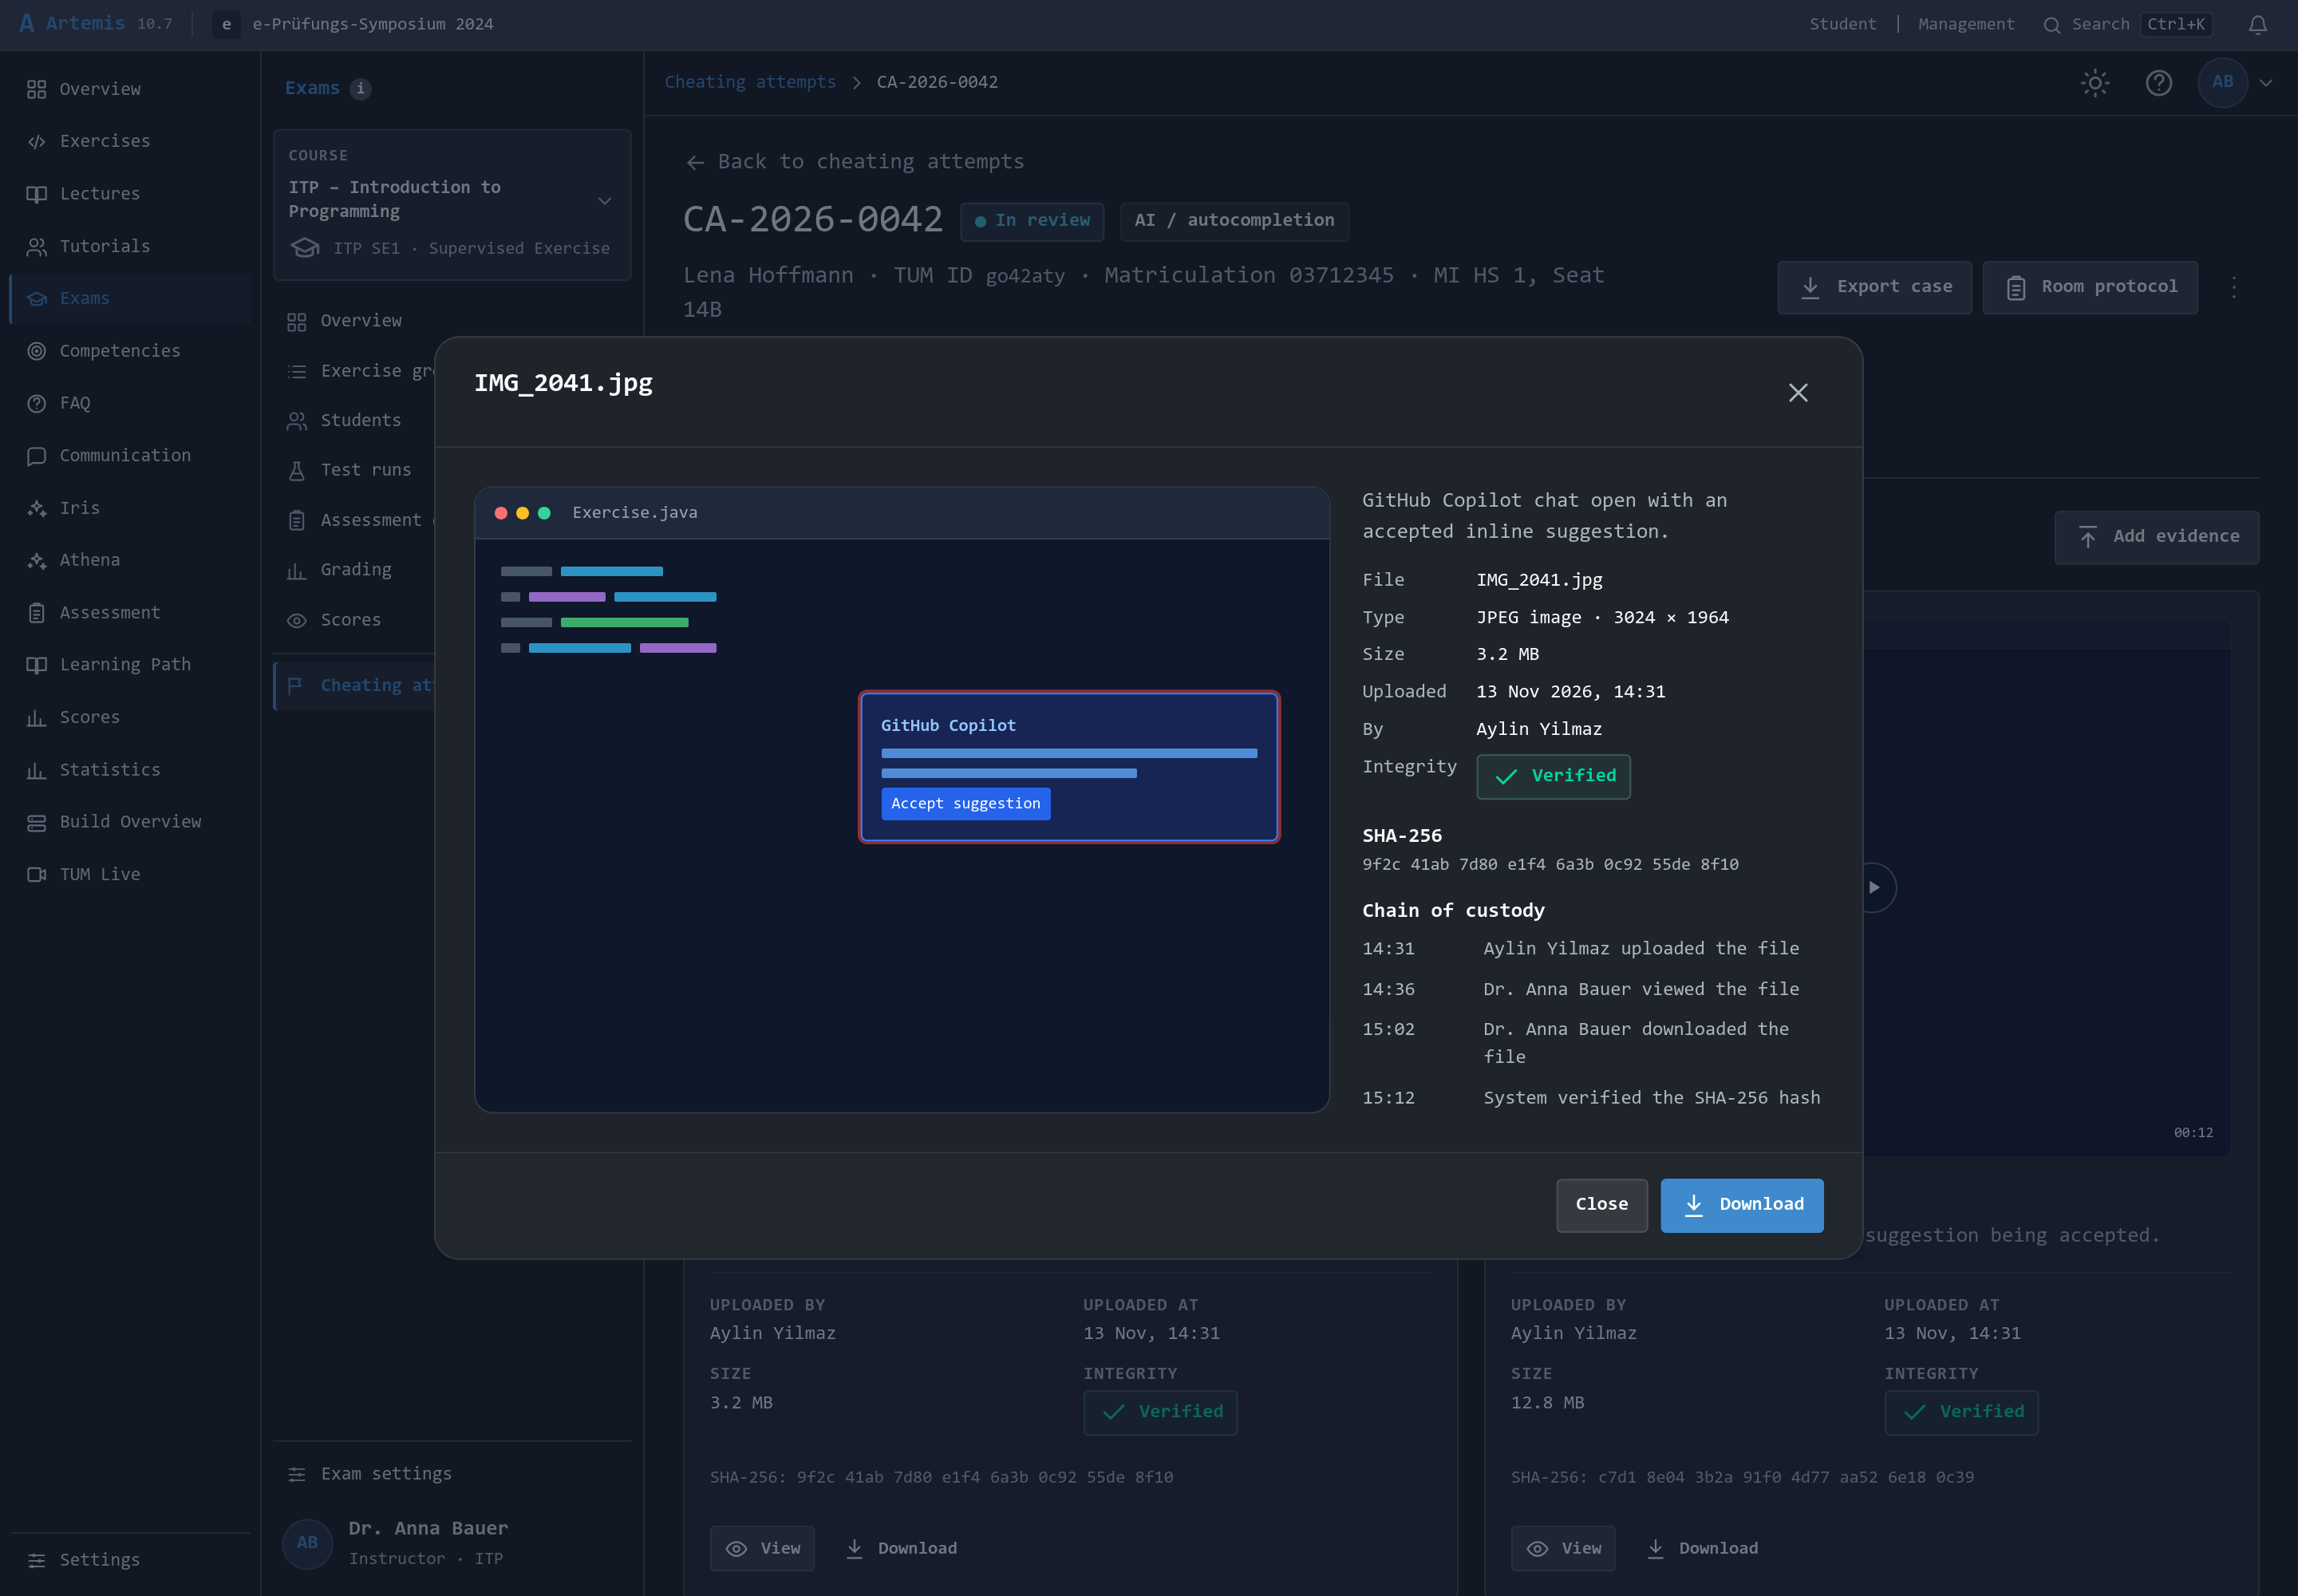 A Artemis 10.7
e e-Prüfungs-Symposium 2024
Student
Management
Search Ctrl+K
Overview
Exercises
Lectures
Tutorials
Exams
Competencies
FAQ
Communication
Iris
Athena
Assessment
Learning Path
Scores
Statistics
Build Overview
TUM Live
Settings
Exams i
COURSE
ITP – Introduction to
Programming
ITP SE1 · Supervised Exercise
Overview
Exercise
Students
Test runs
Assessment
Grading
Scores
Cheating
Exam settings
AB
Dr. Anna Bauer
Instructor · ITP
Cheating attempts > CA-2026-0042
AB
Back to cheating attempts
CA-2026-0042
In review
AI / autocompletion
Lena Hoffmann · TUM ID go42aty · Matriculation 03712345 · MI HS 1, Seat
14B
Export case
Room protocol
Add evidence
IMG_2041.jpg
Exercise.java
GitHub Copilot
Accept suggestion
GitHub Copilot chat open with an
accepted inline suggestion.
File IMG_2041.jpg
Type JPEG image · 3024 × 1964
Size 3.2 MB
Uploaded 13 Nov 2026, 14:31
By Aylin Yilmaz
Integrity Verified
SHA-256
9f2c 41ab 7d80 e1f4 6a3b 0c92 55de 8f10
Chain of custody
14:31 Aylin Yilmaz uploaded the file
14:36 Dr. Anna Bauer viewed the file
15:02 Dr. Anna Bauer downloaded the
file
15:12 System verified the SHA-256 hash
Close
Download
00:12
suggestion being accepted.
UPLOADED BY
Aylin Yilmaz
UPLOADED AT
13 Nov, 14:31
SIZE
3.2 MB
INTEGRITY
Verified
SHA-256: 9f2c 41ab 7d80 e1f4 6a3b 0c92 55de 8f10
View
Download
UPLOADED BY
Aylin Yilmaz
UPLOADED AT
13 Nov, 14:31
SIZE
12.8 MB
INTEGRITY
Verified
SHA-256: c7d1 8e04 3b2a 91f0 4d77 aa52 6e18 0c39
View
Download